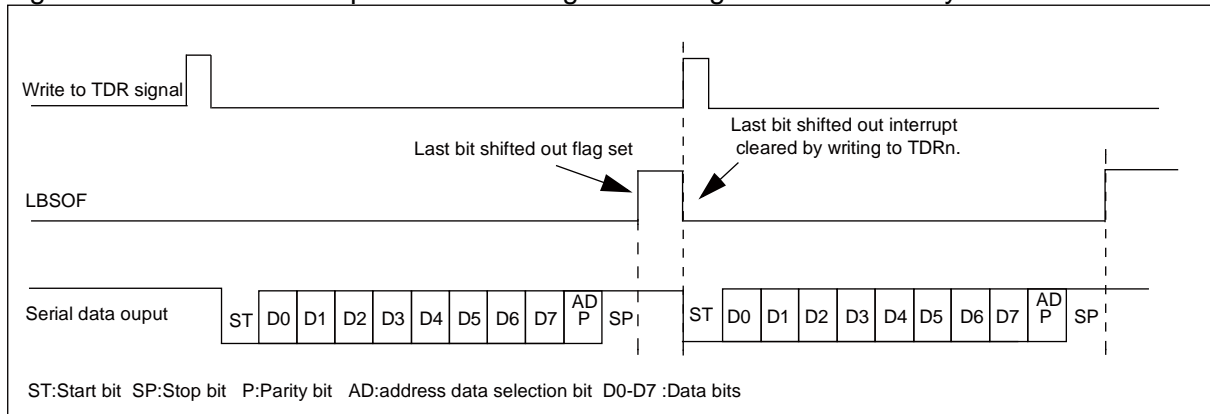 Write to TDR signal
Last bit shifted out interrupt
cleared by writing to TDRn.
Last bit shifted out flag set
LBSOF
Serial data ouput
ST D0 D1 D2 D3 D4 D5 D6 D7 AD P SP ST D0 D1 D2 D3 D4 D5 D6 D7 AD P SP
ST:Start bit SP:Stop bit P:Parity bit AD:address data selection bit D0-D7 :Data bits